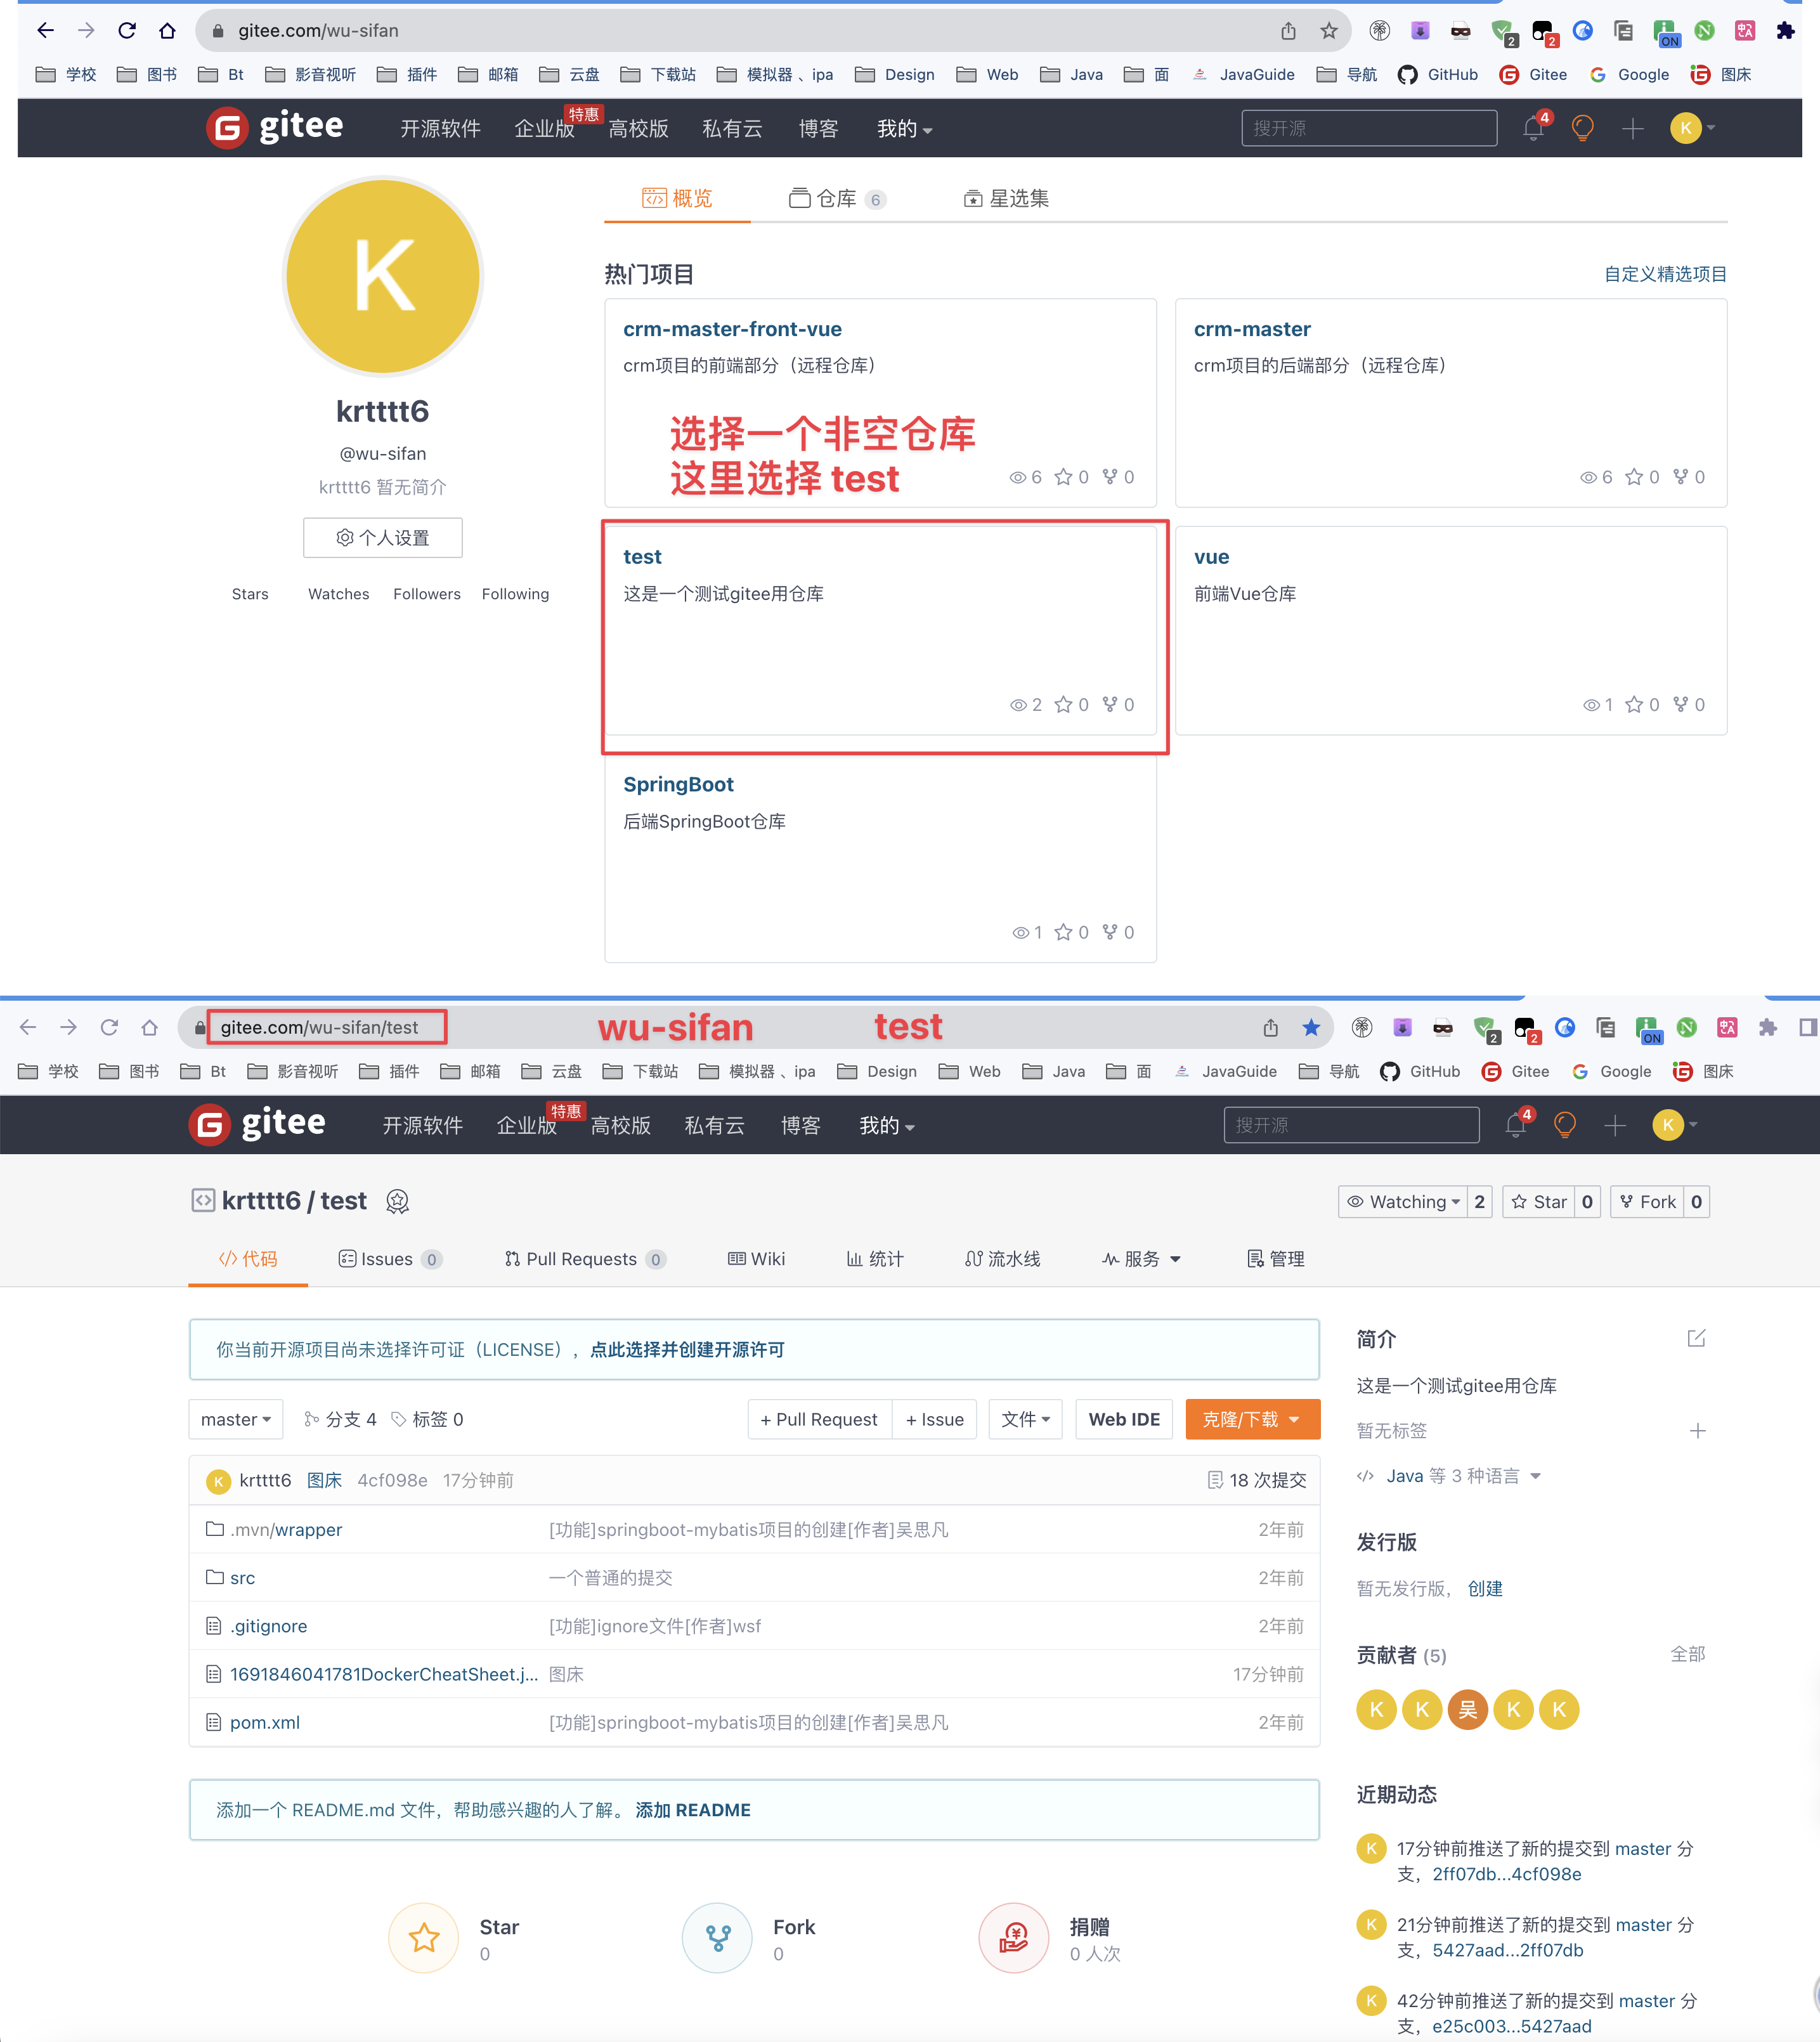 gitee.com/wu-sifan
2
2
ON
学校 图书 Bt 影音视听 插件 邮箱 云盘 下载站 模拟器、ipa Design Web Java 面 JavaGuide 导航 GitHub Gitee Google 图床
gitee 开源软件 企业版 特惠 高校版 私有云 博客 我的 搜开源 4 K
概览 仓库 6 星选集
K
krtttt6
@wu-sifan
krtttt6 暂无简介
个人设置
Stars Watches Followers Following
热门项目 自定义精选项目
crm-master-front-vue
crm项目的前端部分（远程仓库）
选择一个非空仓库
这里选择 test
6 0 0
crm-master
crm项目的后端部分（远程仓库）
6 0 0
test
这是一个测试gitee用仓库
2 0 0
vue
前端Vue仓库
1 0 0
SpringBoot
后端SpringBoot仓库
1 0 0
gitee.com/wu-sifan/test wu-sifan test
2
2
ON
学校 图书 Bt 影音视听 插件 邮箱 云盘 下载站 模拟器、ipa Design Web Java 面 JavaGuide 导航 GitHub Gitee Google 图床
gitee 开源软件 企业版 特惠 高校版 私有云 博客 我的 搜开源 4 K
krtttt6 / test Watching 2 Star 0 Fork 0
代码 Issues 0 Pull Requests 0 Wiki 统计 流水线 服务 管理
你当前开源项目尚未选择许可证（LICENSE），点此选择并创建开源许可
master 分支 4 标签 0 + Pull Request + Issue 文件 Web IDE 克隆/下载
K krtttt6 图床 4cf098e 17分钟前 18 次提交
.mvn/wrapper [功能]springboot-mybatis项目的创建[作者]吴思凡 2年前
src 一个普通的提交 2年前
.gitignore [功能]ignore文件[作者]wsf 2年前
1691846041781DockerCheatSheet.j... 图床 17分钟前
pom.xml [功能]springboot-mybatis项目的创建[作者]吴思凡 2年前
添加一个 README.md 文件，帮助感兴趣的人了解。 添加 README
Star
0
Fork
0
捐赠
0 人次
简介
这是一个测试gitee用仓库
暂无标签
Java 等 3 种语言
发行版
暂无发行版， 创建
贡献者 (5) 全部
K K 吴 K K
近期动态
K 17分钟前推送了新的提交到 master 分
支，2ff07db...4cf098e
K 21分钟前推送了新的提交到 master 分
支，5427aad...2ff07db
K 42分钟前推送了新的提交到 master 分
支，e25c003...5427aad